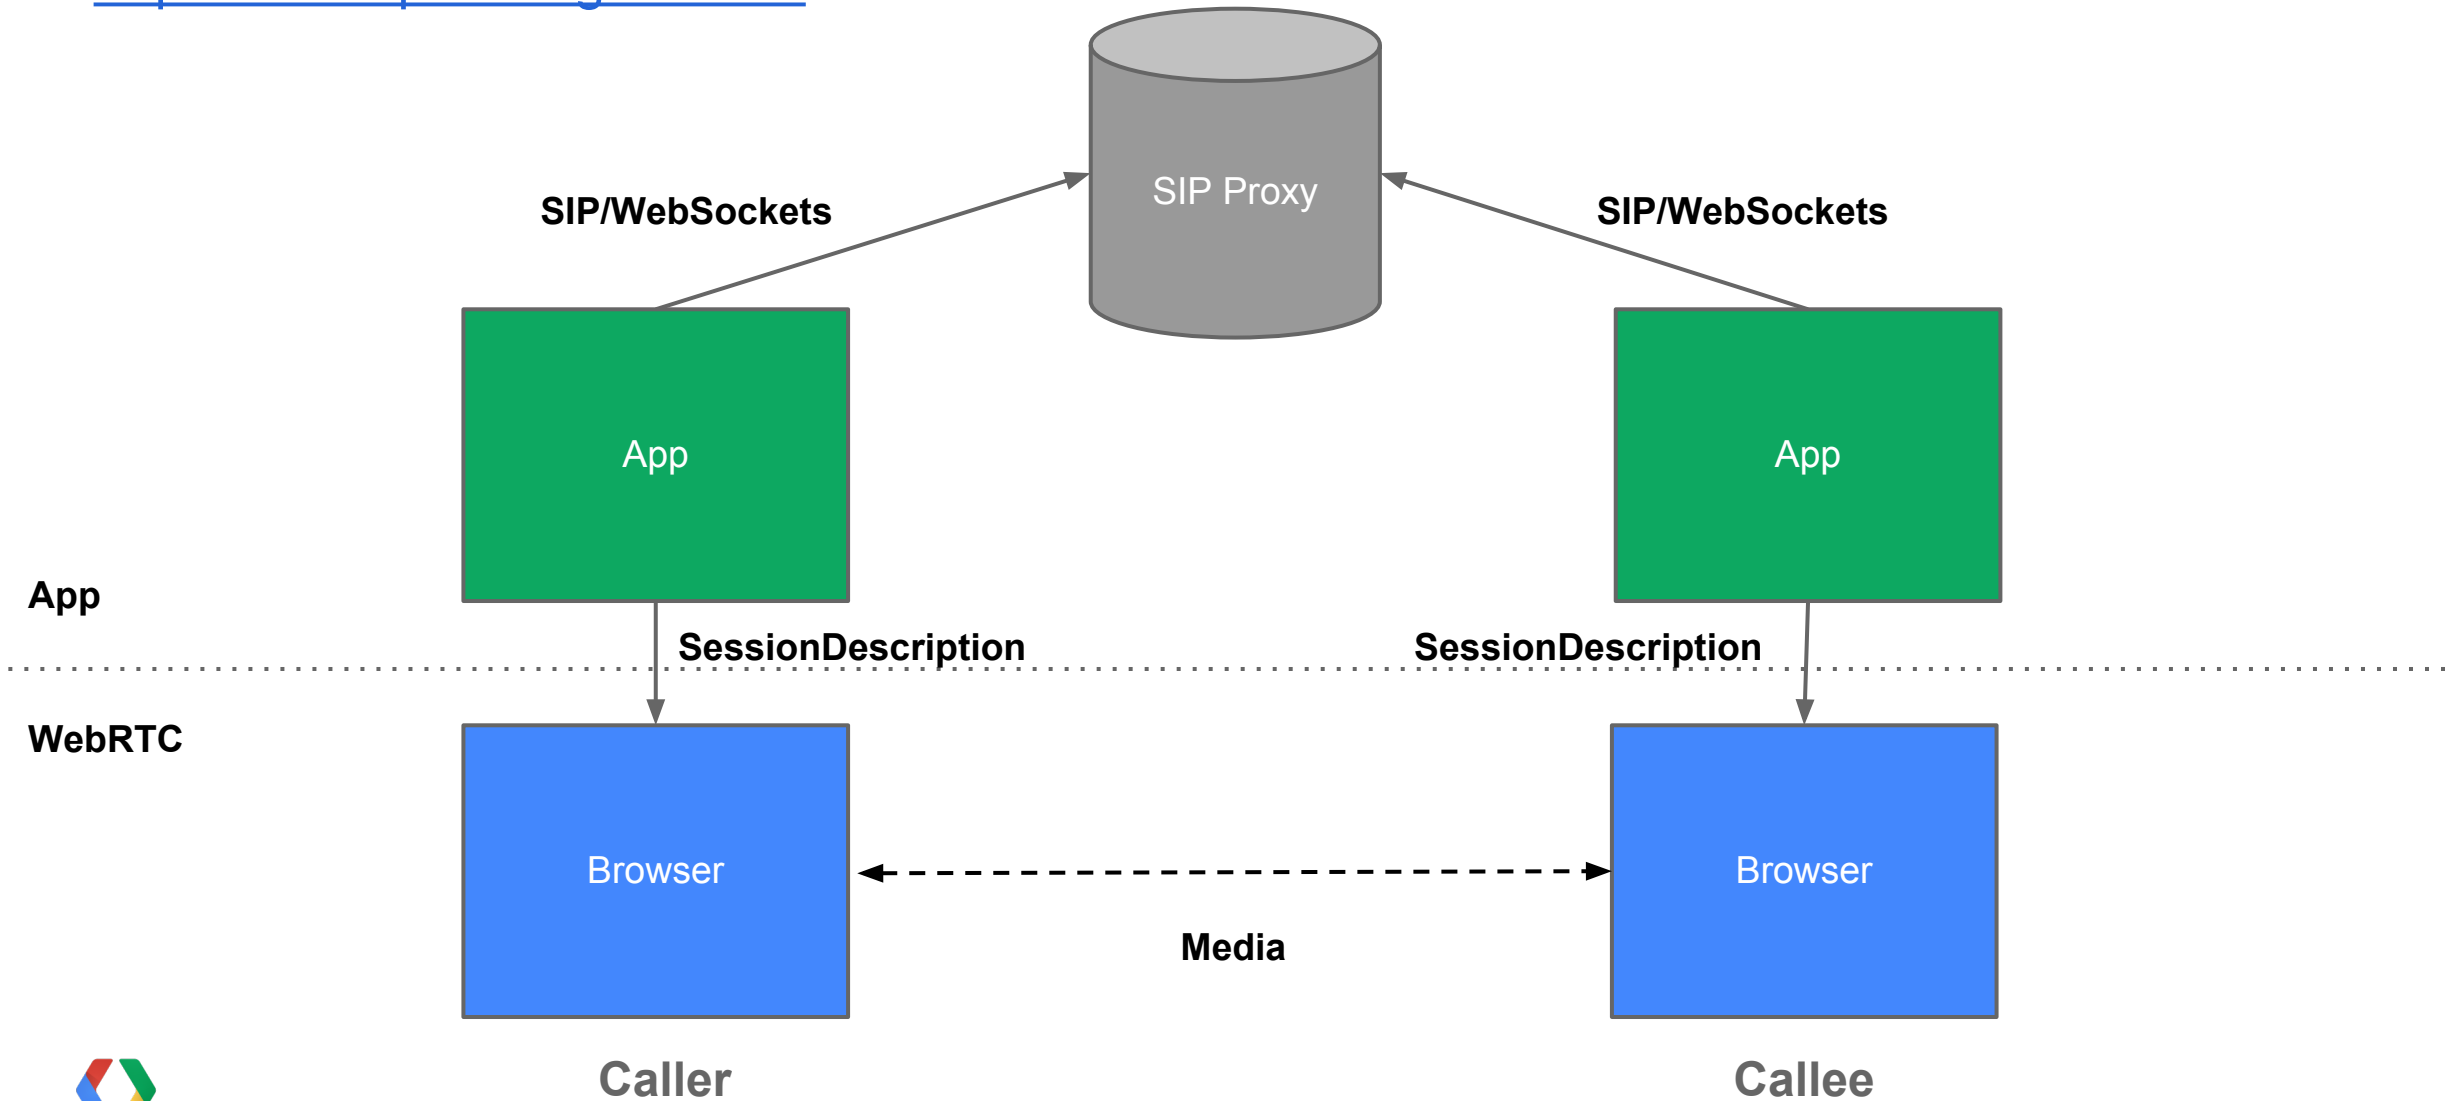 SIP Proxy
SIP/WebSockets
SIP/WebSockets
App
App
App
SessionDescription
SessionDescription
WebRTC
Browser
Browser
Media
Caller
Callee